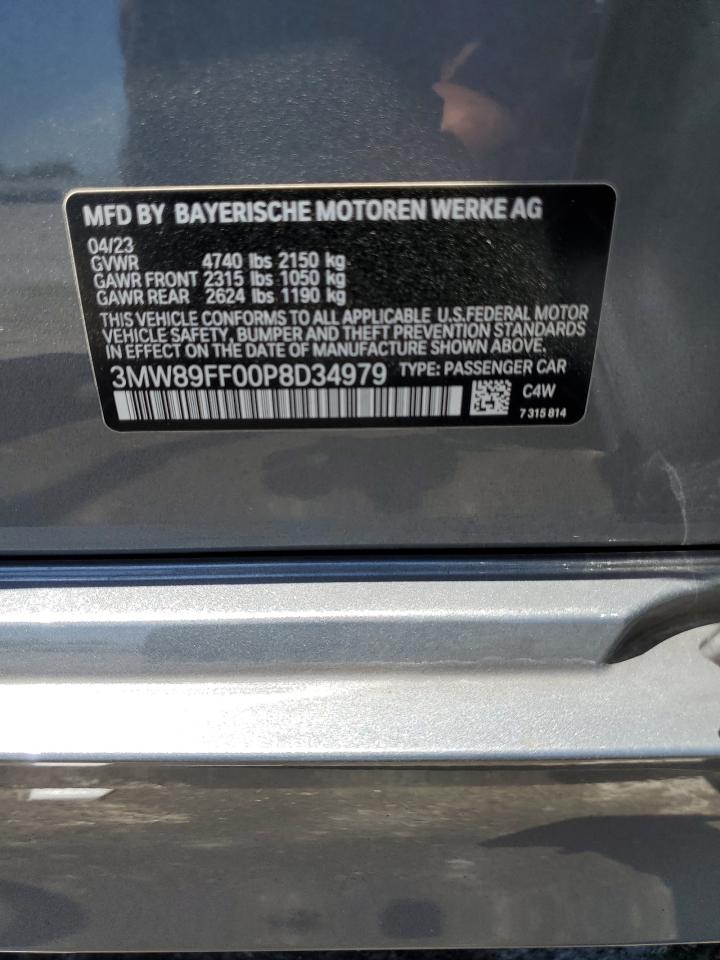 MFD BY BAYERISCHE MOTOREN WERKE AG
04/23
GVWR 4740 lbs 2150 kg
GAWR FRONT 2315 lbs 1050 kg
GAWR REAR 2624 lbs 1190 kg
THIS VEHICLE CONFORMS TO ALL APPLICABLE U.S.FEDERAL MOTOR
VEHICLE SAFETY, BUMPER AND THEFT PREVENTION STANDARDS
IN EFFECT ON THE DATE OF MANUFACTURE SHOWN ABOVE.
3MW89FF00P8D34979 TYPE: PASSENGER CAR
C4W
7 315 814